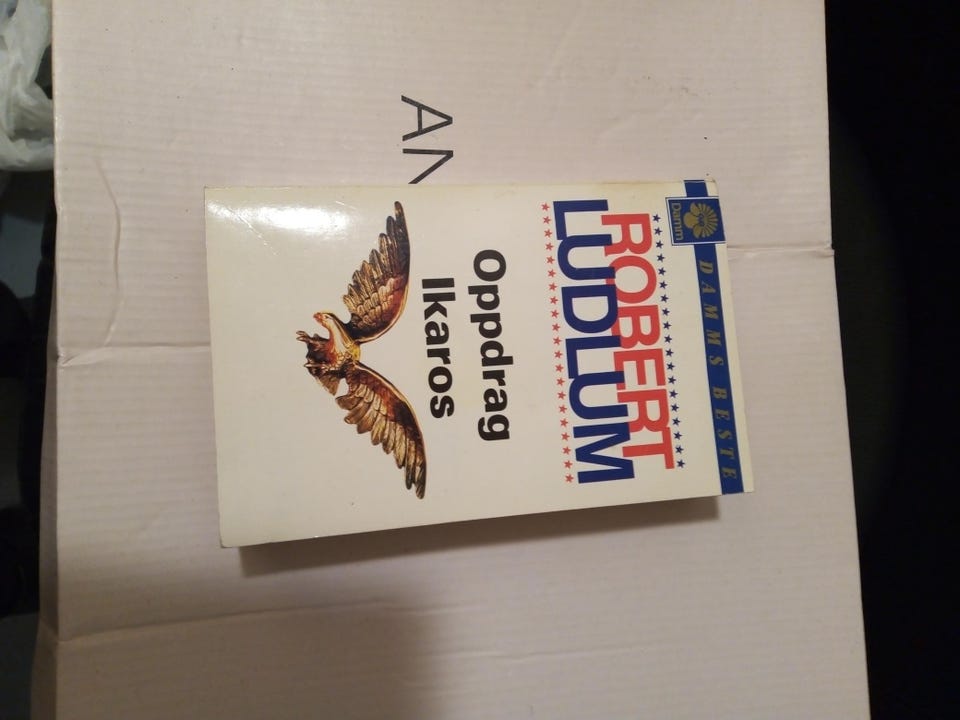 AN
Damm
DAMMS BESTE
ROBERT
LUDLUM
Oppdrag
Ikaros